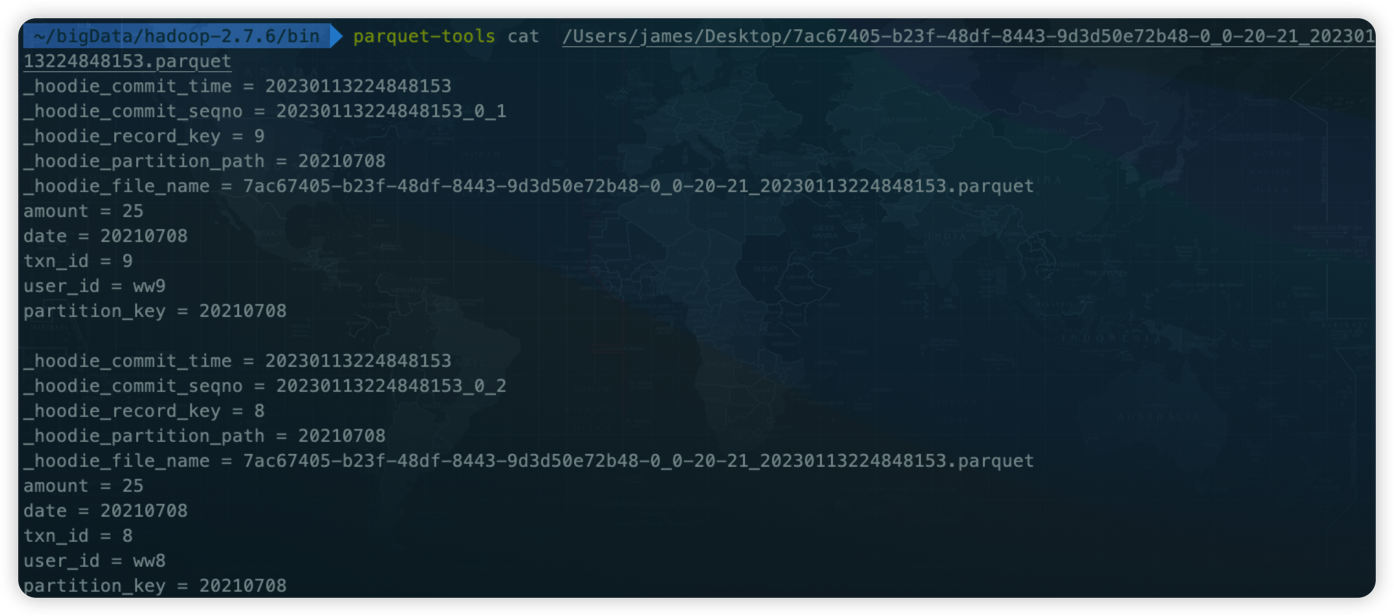 ~/bigData/hadoop-2.7.6/bin parquet-tools cat /Users/james/Desktop/7ac67405-b23f-48df-8443-9d3d50e72b48-0_0-20-21_202301
13224848153.parquet
_hoodie_commit_time = 20230113224848153
_hoodie_commit_seqno = 20230113224848153_0_1
_hoodie_record_key = 9
_hoodie_partition_path = 20210708
_hoodie_file_name = 7ac67405-b23f-48df-8443-9d3d50e72b48-0_0-20-21_20230113224848153.parquet
amount = 25
date = 20210708
txn_id = 9
user_id = ww9
partition_key = 20210708
_hoodie_commit_time = 20230113224848153
_hoodie_commit_seqno = 20230113224848153_0_2
_hoodie_record_key = 8
_hoodie_partition_path = 20210708
_hoodie_file_name = 7ac67405-b23f-48df-8443-9d3d50e72b48-0_0-20-21_20230113224848153.parquet
amount = 25
date = 20210708
txn_id = 8
user_id = ww8
partition_key = 20210708